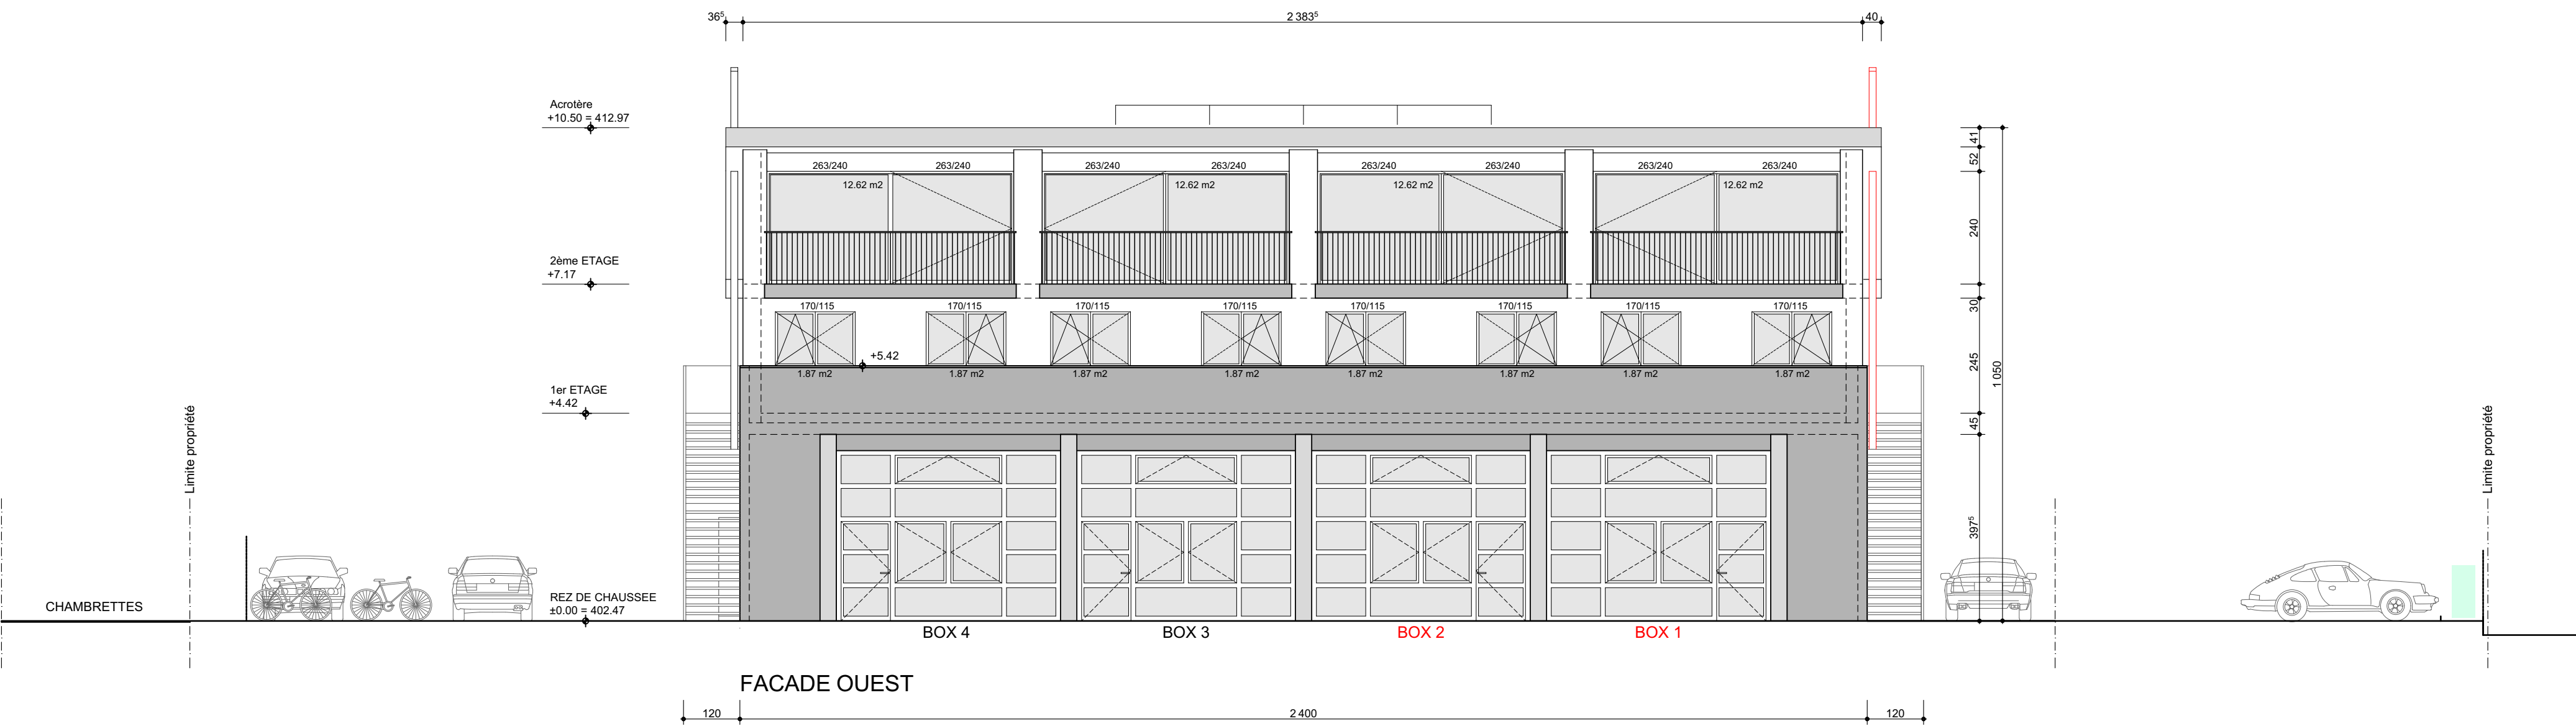 36⁵
2 383⁵
40
Acrotère
+10.50 = 412.97
41
52
263/240 263/240 263/240 263/240 263/240 263/240 263/240 263/240
12.62 m2 12.62 m2 12.62 m2 12.62 m2
240
2ème ETAGE
+7.17
30
170/115 170/115 170/115 170/115 170/115 170/115 170/115 170/115
+5.42
245
1 050
1.87 m2 1.87 m2 1.87 m2 1.87 m2 1.87 m2 1.87 m2 1.87 m2 1.87 m2
1er ETAGE
+4.42
45
Limite propriété
Limite propriété
397⁵
CHAMBRETTES
REZ DE CHAUSSEE
±0.00 = 402.47
BOX 4 BOX 3 BOX 2 BOX 1
FACADE OUEST
120 2 400 120